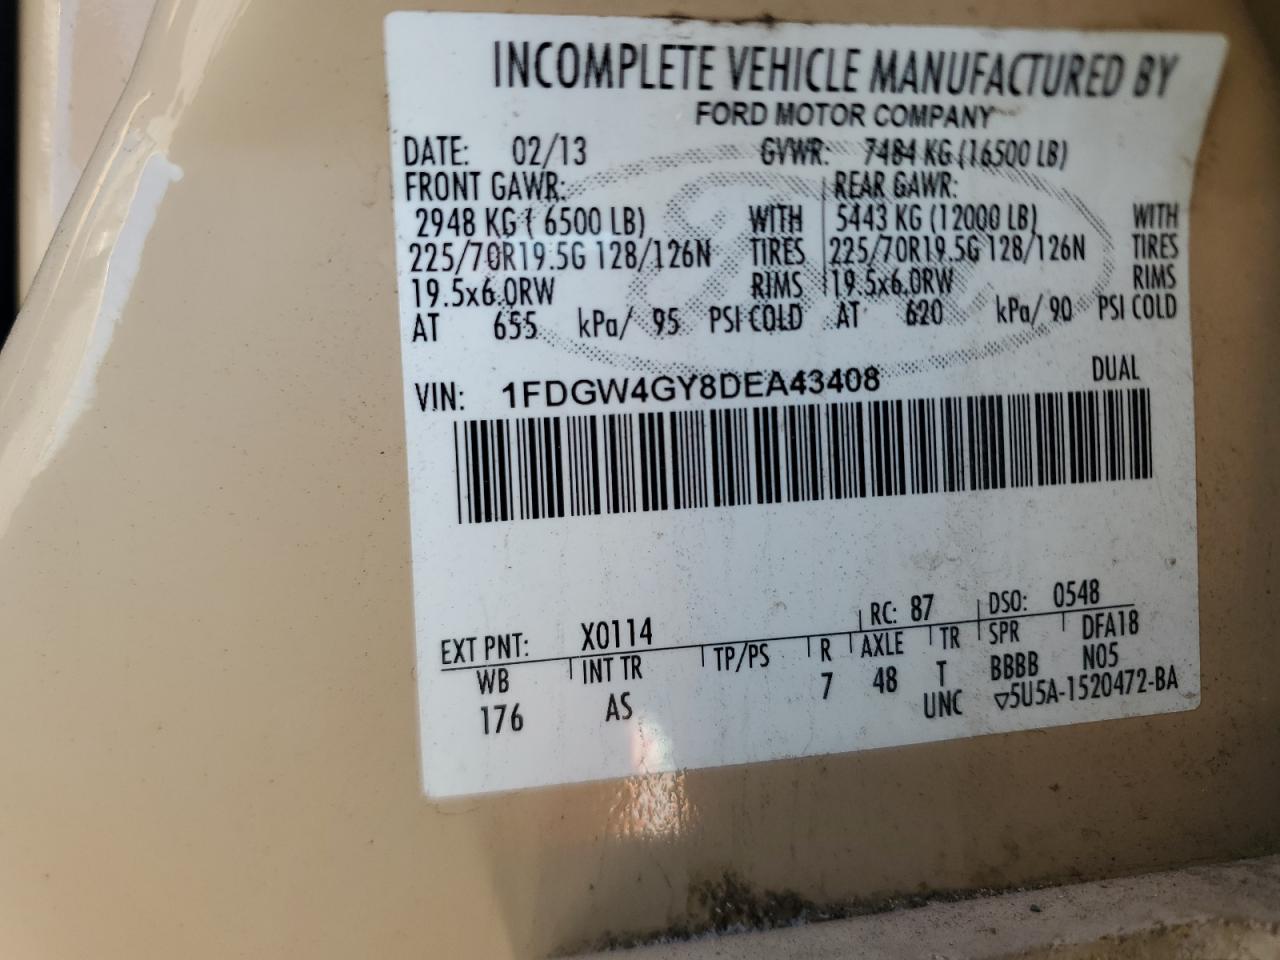 INCOMPLETE VEHICLE MANUFACTURED BY
FORD MOTOR COMPANY
DATE: 02/13 GVWR: 7484 KG (16500 LB)
FRONT GAWR: REAR GAWR:
2948 KG ( 6500 LB) WITH 5443 KG (12000 LB) WITH
225/70R19.5G 128/126N TIRES 225/70R19.5G 128/126N TIRES
19.5x6.0RW RIMS 19.5x6.0RW RIMS
AT 655 kPa/ 95 PSI COLD AT 620 kPa/ 90 PSI COLD
VIN: 1FDGW4GY8DEA43408 DUAL
EXT PNT: X0114 RC: 87 DSO: 0548
WB INT TR TP/PS R AXLE TR SPR DFA18
176 AS 7 48 T BBBB N05
UNC ▽5U5A-1520472-BA